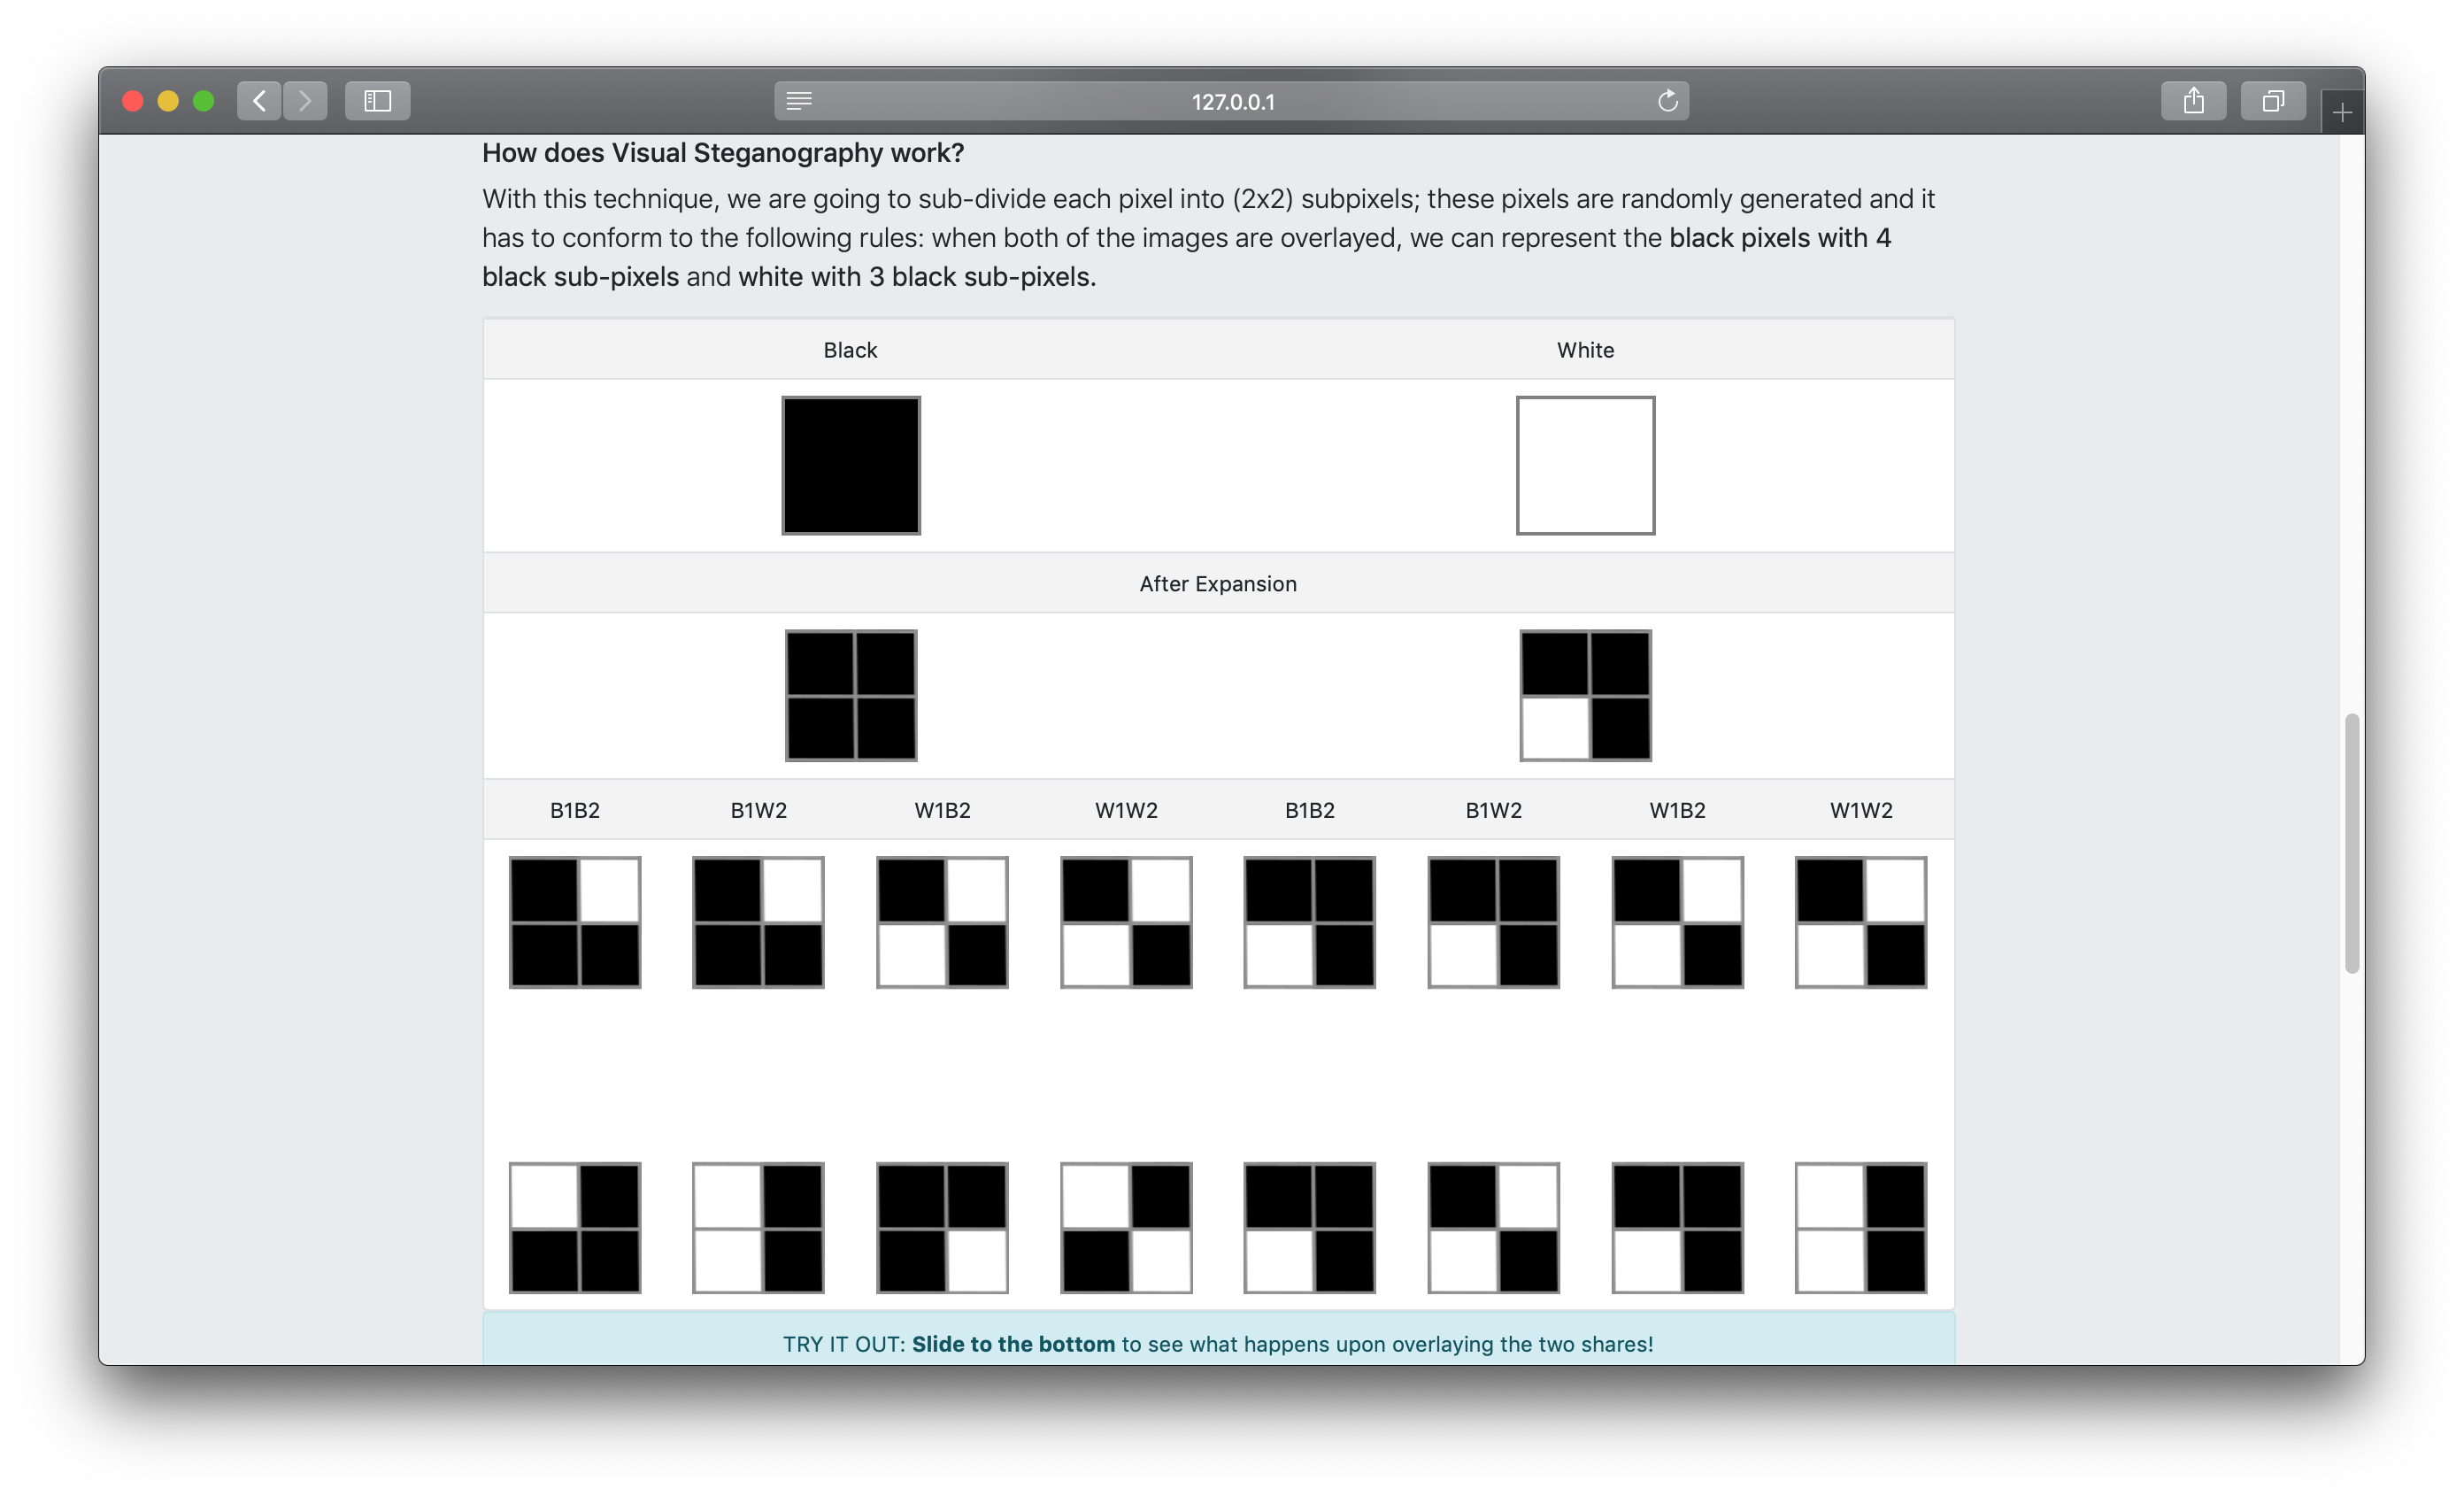 127.0.0.1
How does Visual Steganography work?
With this technique, we are going to sub-divide each pixel into (2x2) subpixels; these pixels are randomly generated and it
has to conform to the following rules: when both of the images are overlayed, we can represent the black pixels with 4
black sub-pixels and white with 3 black sub-pixels.
Black White
After Expansion
B1B2 B1W2 W1B2 W1W2 B1B2 B1W2 W1B2 W1W2
TRY IT OUT: Slide to the bottom to see what happens upon overlaying the two shares!